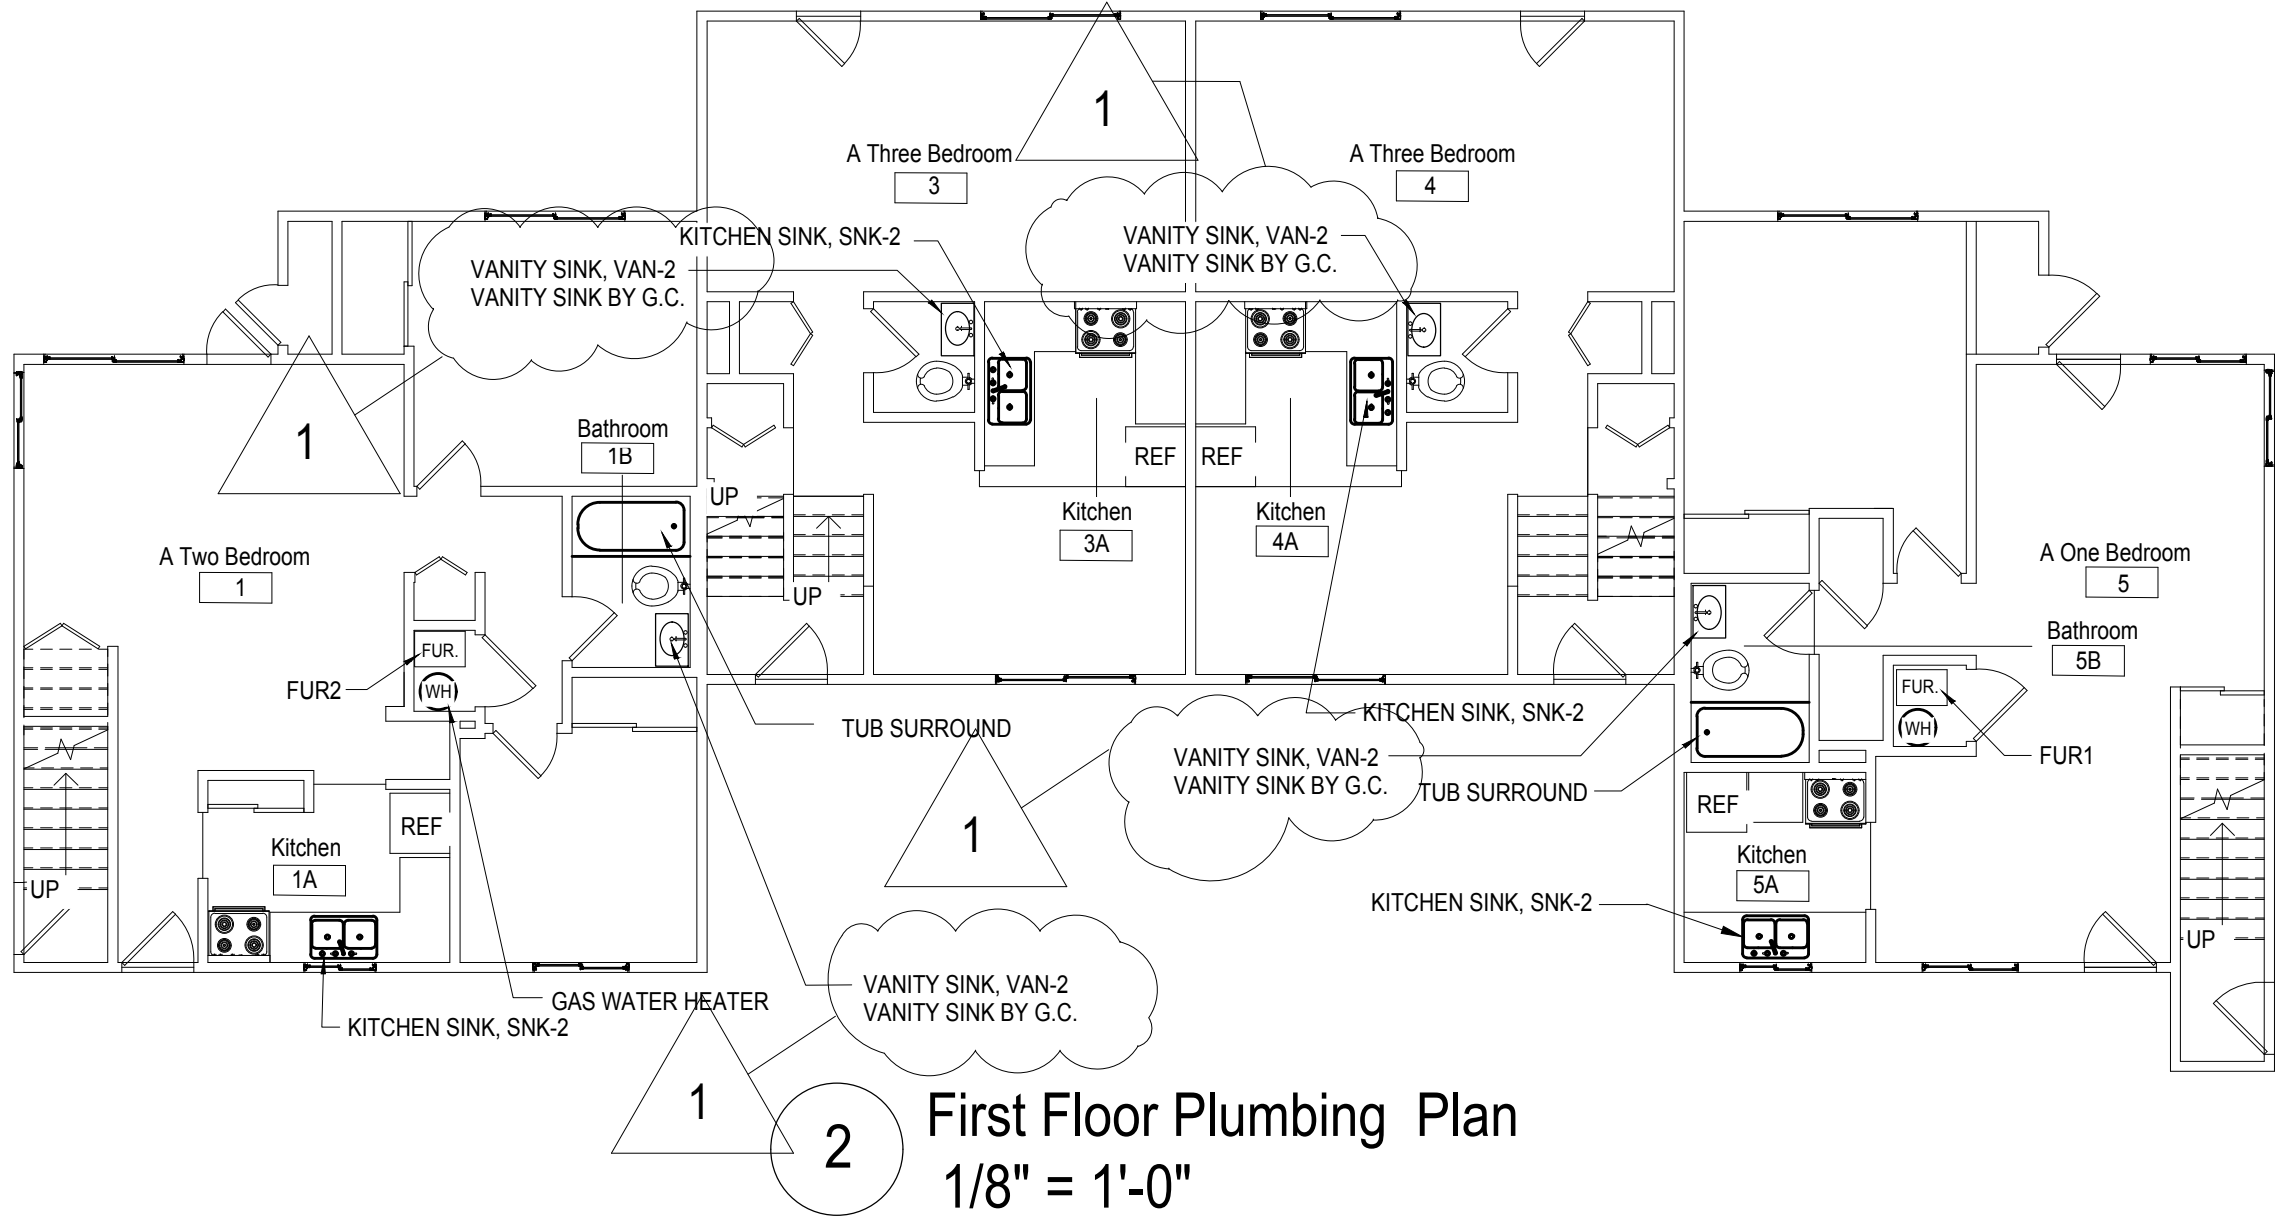 1
A Three Bedroom
3
A Three Bedroom
4
KITCHEN SINK, SNK-2
VANITY SINK, VAN-2
VANITY SINK BY G.C.
VANITY SINK, VAN-2
VANITY SINK BY G.C.
1
Bathroom
1B
REF
REF
UP
Kitchen
3A
Kitchen
4A
A Two Bedroom
1
A One Bedroom
5
UP
FUR.
FUR2
WH
Bathroom
5B
FUR.
WH
FUR1
TUB SURROUND
KITCHEN SINK, SNK-2
VANITY SINK, VAN-2
VANITY SINK BY G.C.
TUB SURROUND
1
REF
REF
Kitchen
1A
Kitchen
5A
UP
KITCHEN SINK, SNK-2
UP
VANITY SINK, VAN-2
VANITY SINK BY G.C.
GAS WATER HEATER
KITCHEN SINK, SNK-2
1
2
First Floor Plumbing Plan
1/8" = 1'-0"